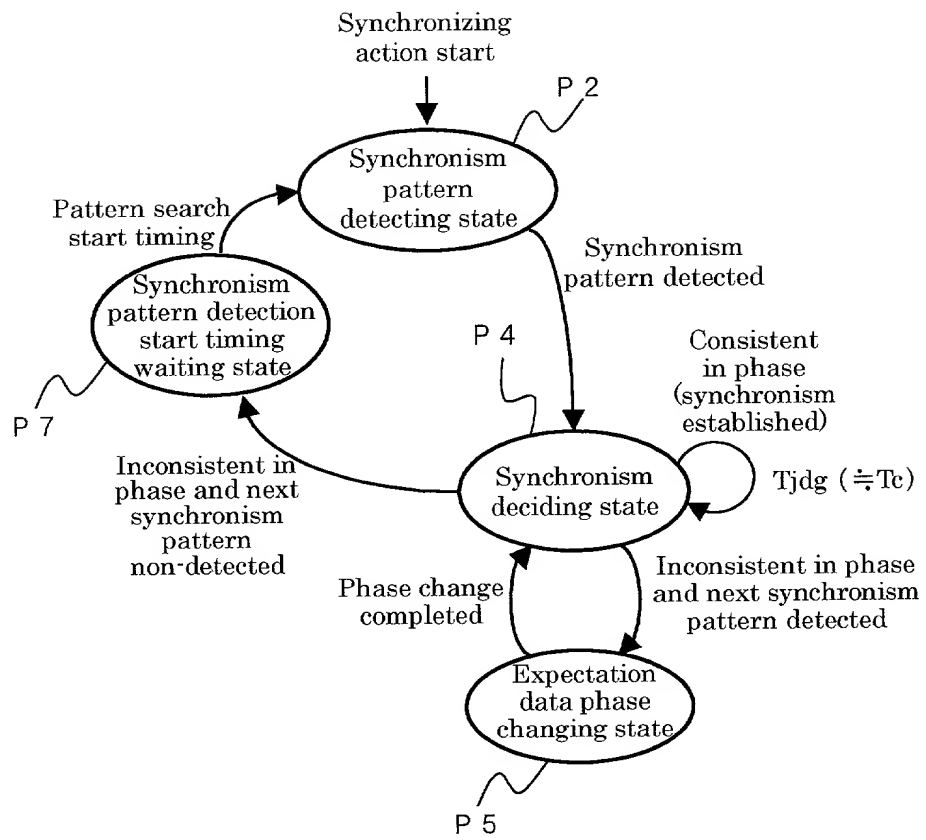 Synchronizing
action start
P 2
Synchronism
pattern
detecting state
Pattern search
start timing
Synchronism
pattern detected
Synchronism
pattern detection
start timing
waiting state
P 4
Consistent
in phase
(synchronism
established)
P 7
Inconsistent in
phase and next
synchronism
pattern
non-detected
Synchronism
deciding state
Tjdg (≒Tc)
Phase change
completed
Inconsistent in phase
and next synchronism
pattern detected
Expectation
data phase
changing state
P 5